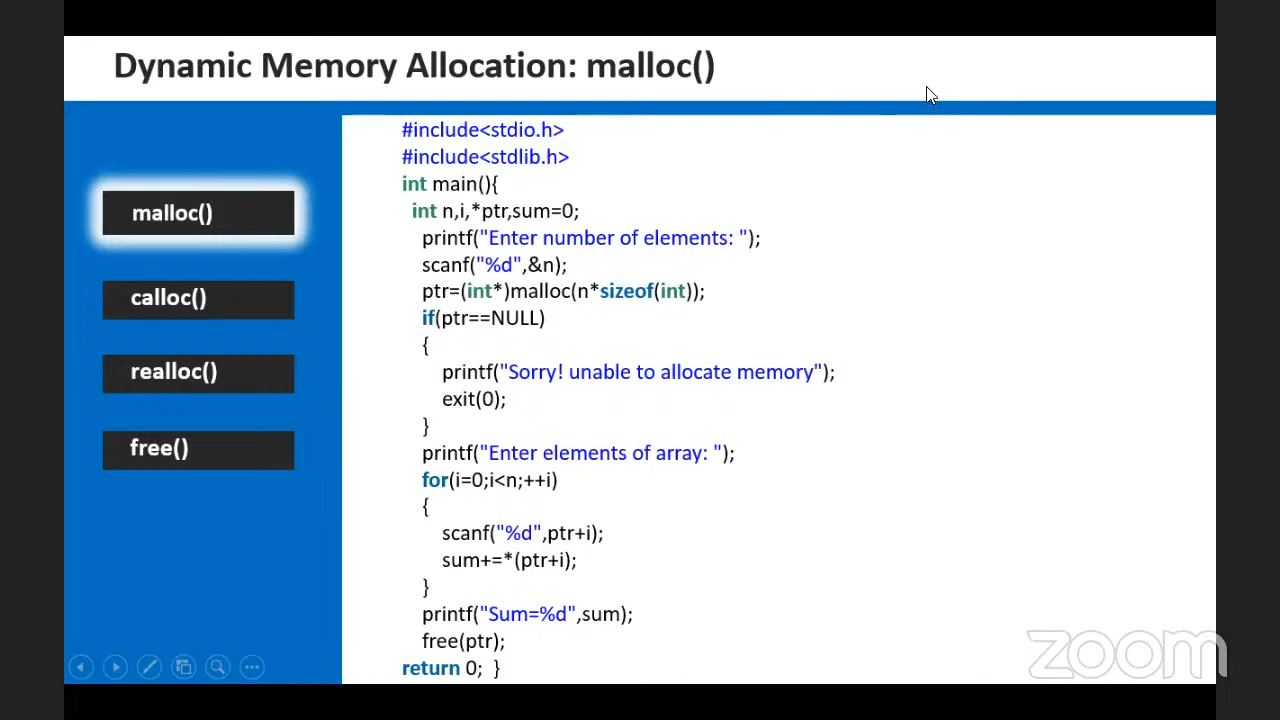 Dynamic Memory Allocation: malloc()
malloc()
calloc()
realloc()
free()
#include<stdio.h>
#include<stdlib.h>
int main(){
int n,i,*ptr,sum=0;
printf("Enter number of elements: ");
scanf("%d",&n);
ptr=(int*)malloc(n*sizeof(int));
if(ptr==NULL)
{
printf("Sorry! unable to allocate memory");
exit(0);
}
printf("Enter elements of array: ");
for(i=0;i<n;++i)
{
scanf("%d",ptr+i);
sum+=*(ptr+i);
}
printf("Sum=%d",sum);
free(ptr);
return 0; }
zoom